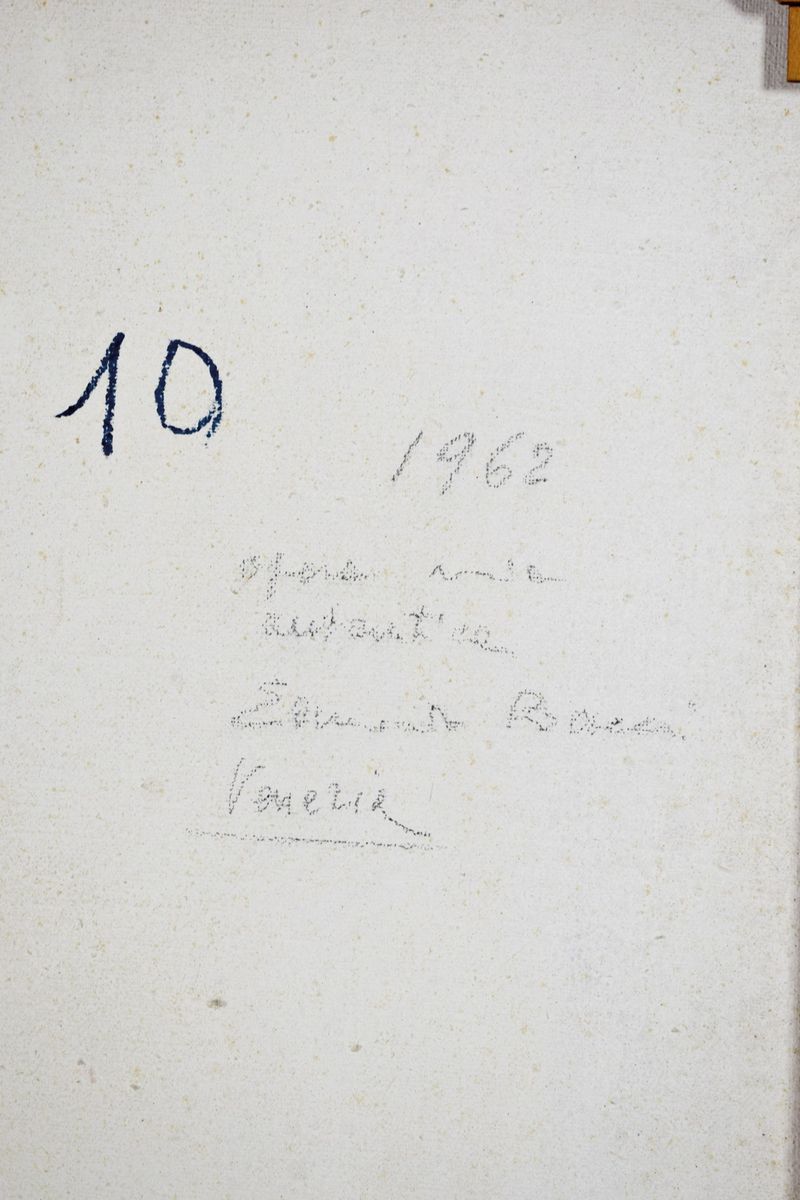 10
1962
opera mia
autentica
Edmondo Bacci
Venezia